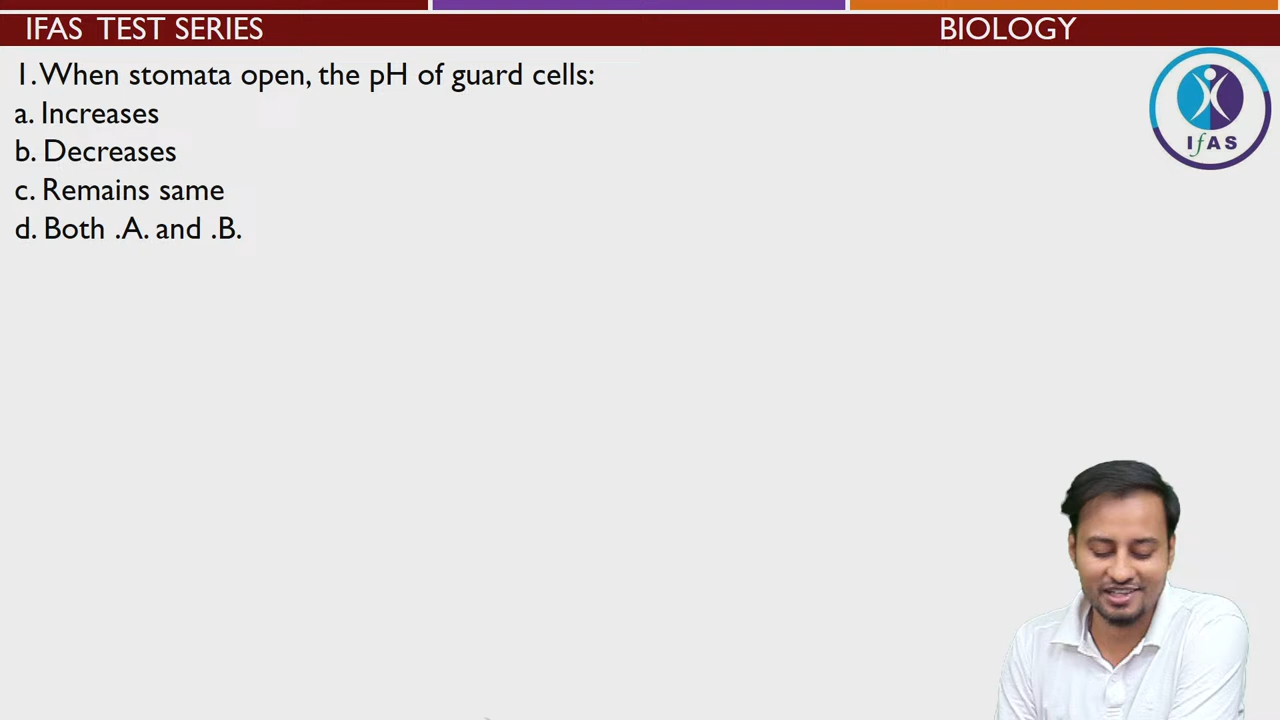 IFAS TEST SERIES
BIOLOGY
1. When stomata open, the pH of guard cells:
a. Increases
b. Decreases
c. Remains same
d. Both .A. and .B.
IfAS